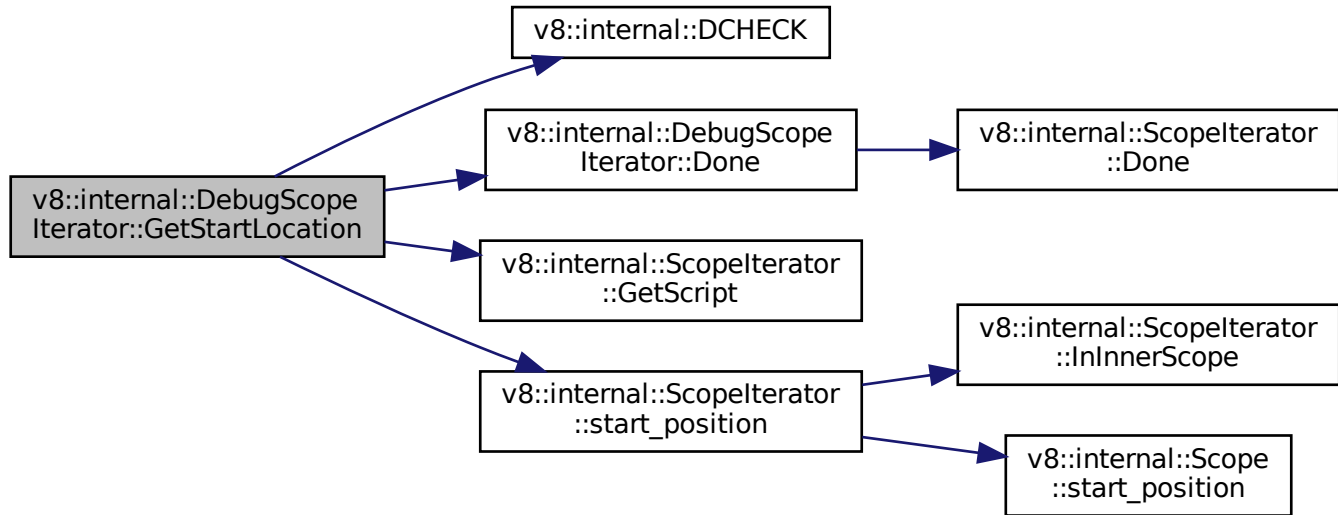 v8::internal::DCHECK
v8::internal::DebugScope
Iterator::Done
v8::internal::ScopeIterator
::Done
v8::internal::DebugScope
Iterator::GetStartLocation
v8::internal::ScopeIterator
::GetScript
v8::internal::ScopeIterator
::InInnerScope
v8::internal::ScopeIterator
::start_position
v8::internal::Scope
::start_position